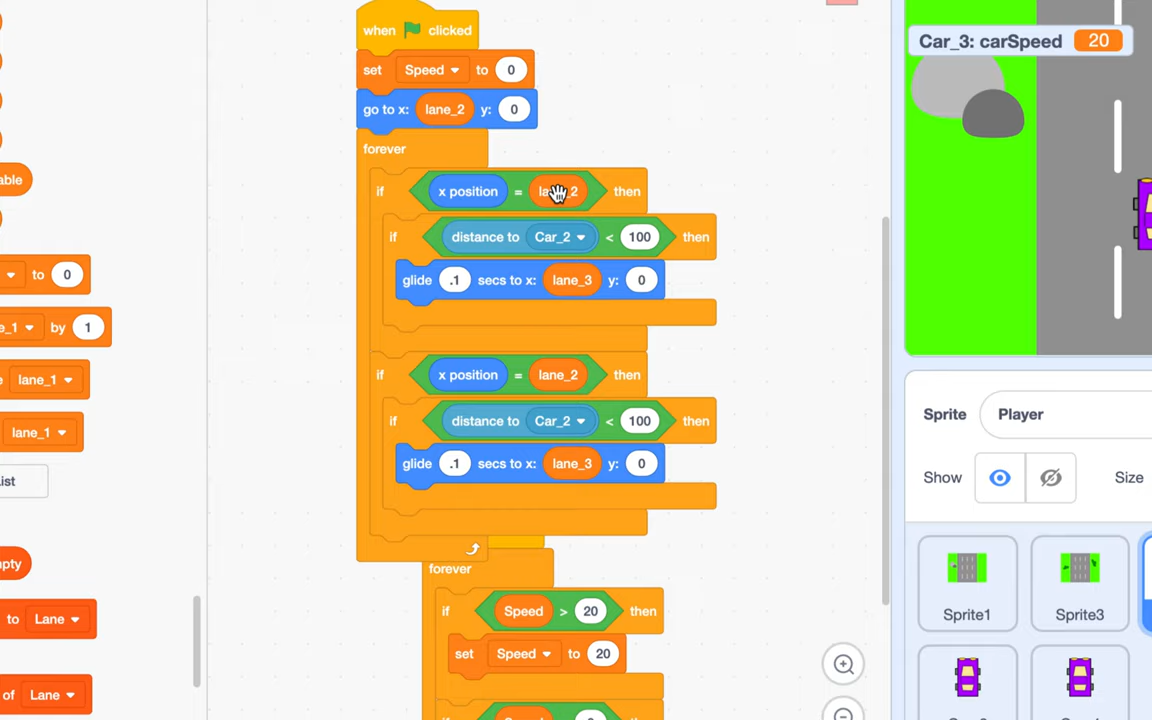 when clicked
set Speed to 0
go to x: lane_2 y: 0
forever
if x position = lane_2 then
if distance to Car_2 < 100 then
glide .1 secs to x: lane_3 y: 0
if x position = lane_2 then
if distance to Car_2 < 100 then
glide .1 secs to x: lane_3 y: 0
forever
if Speed > 20 then
set Speed to 20
if
able
to 0
e_1 by 1
lane_1
lane_1
ist
mpty
to Lane
of Lane
Car_3: carSpeed 20
Sprite Player
Show Size
Sprite1 Sprite3